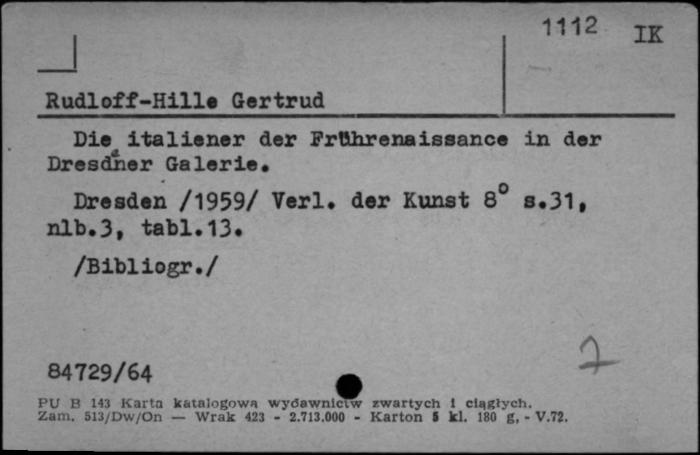 1112 IK
Rudloff-Hille Gertrud
Die italiener der Frührenaissance in der
Dresdner Galerie.
Dresden /1959/ Verl. der Kunst 8° s.31,
nlb.3, tabl.13.
/Bibliogr./
84729/64
PU B 143 Karta katalogowa wydawnictw zwartych i ciągłych.
Zam. 513/Dw/On — Wrak 423 - 2.713.000 - Karton 5 kl. 180 g, - V.72.